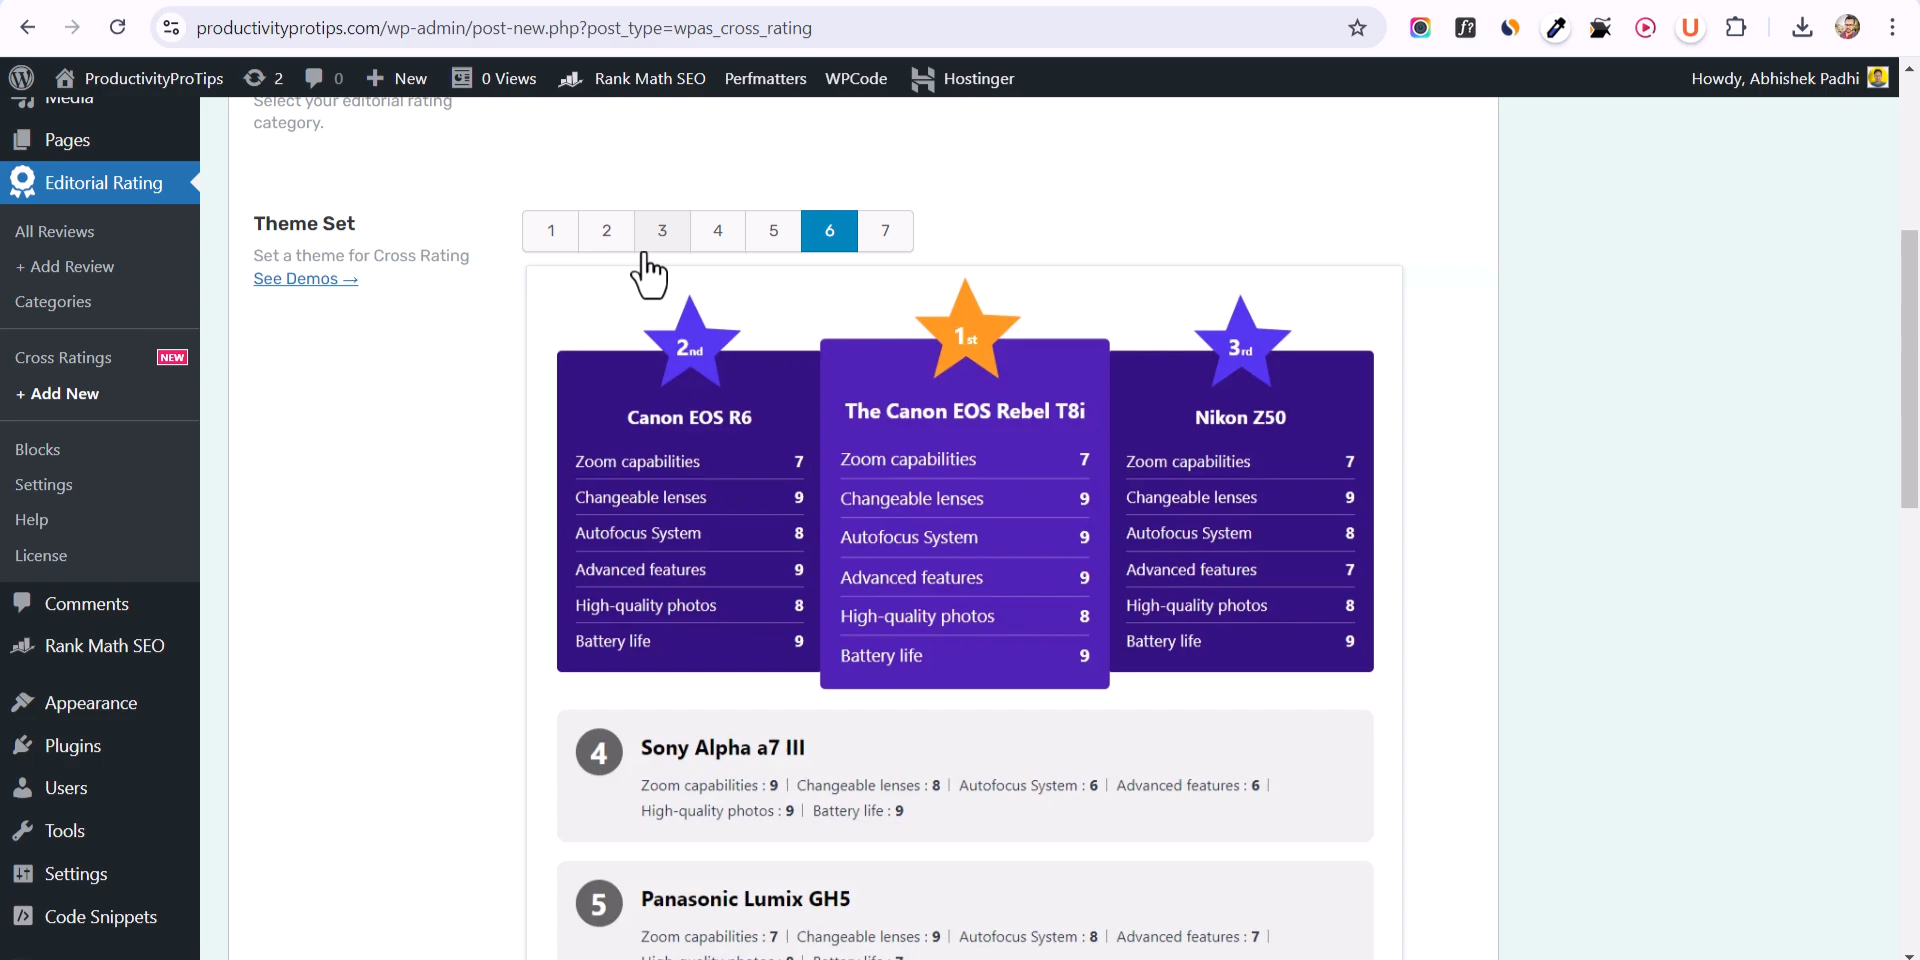 productivityprotips.com/wp-admin/post-new.php?post_type=wpas_cross_rating
f?
U
ProductivityProTips 2 0 New 0 Views Rank Math SEO Perfmatters WPCode Hostinger Howdy, Abhishek Padhi
Media
Pages
Editorial Rating
All Reviews
+ Add Review
Categories
Cross Ratings NEW
+ Add New
Blocks
Settings
Help
License
Comments
Rank Math SEO
Appearance
Plugins
Users
Tools
Settings
Code Snippets
Select your editorial rating
category.
Theme Set
Set a theme for Cross Rating
See Demos →
1 2 3 4 5 6 7
2nd
Canon EOS R6
Zoom capabilities 7
Changeable lenses 9
Autofocus System 8
Advanced features 9
High-quality photos 8
Battery life 9
1st
The Canon EOS Rebel T8i
Zoom capabilities 7
Changeable lenses 9
Autofocus System 9
Advanced features 9
High-quality photos 8
Battery life 9
3rd
Nikon Z50
Zoom capabilities 7
Changeable lenses 9
Autofocus System 8
Advanced features 7
High-quality photos 8
Battery life 9
4 Sony Alpha a7 III
Zoom capabilities : 9 | Changeable lenses : 8 | Autofocus System : 6 | Advanced features : 6 |
High-quality photos : 9 | Battery life : 9
5 Panasonic Lumix GH5
Zoom capabilities : 7 | Changeable lenses : 9 | Autofocus System : 8 | Advanced features : 7 |